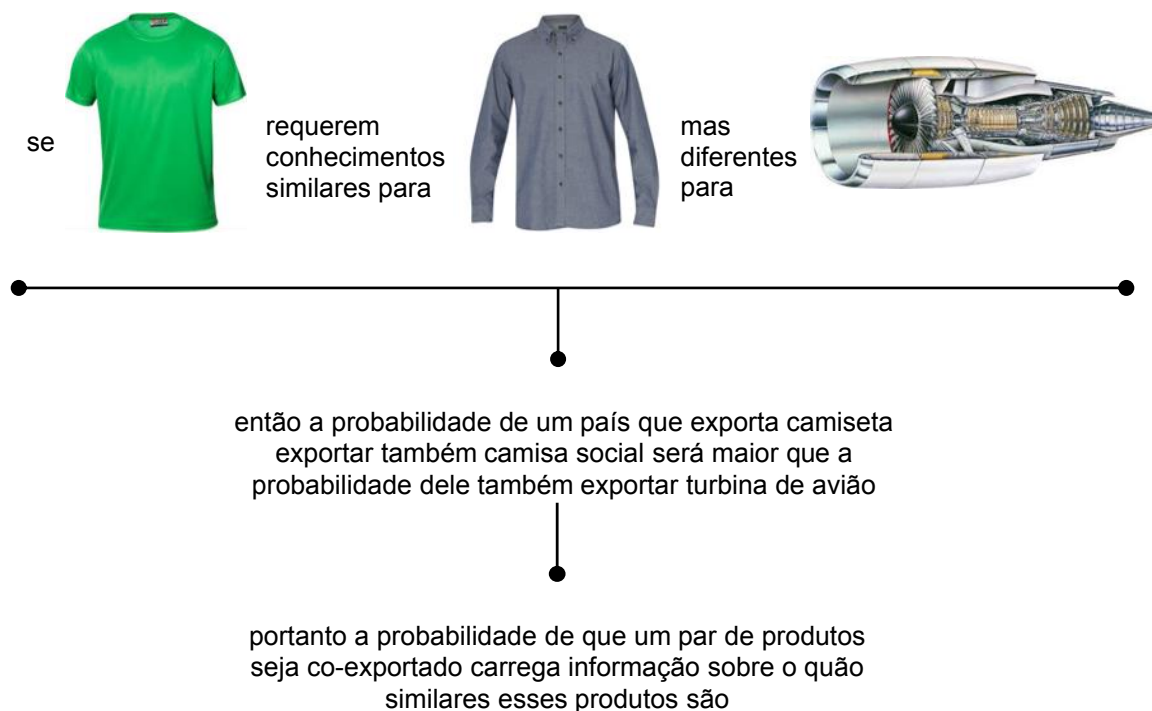 se
requerem
conhecimentos
similares para
mas
diferentes
para
então a probabilidade de um país que exporta camiseta
exportar também camisa social será maior que a
probabilidade dele também exportar turbina de avião
portanto a probabilidade de que um par de produtos
seja co-exportado carrega informação sobre o quão
similares esses produtos são